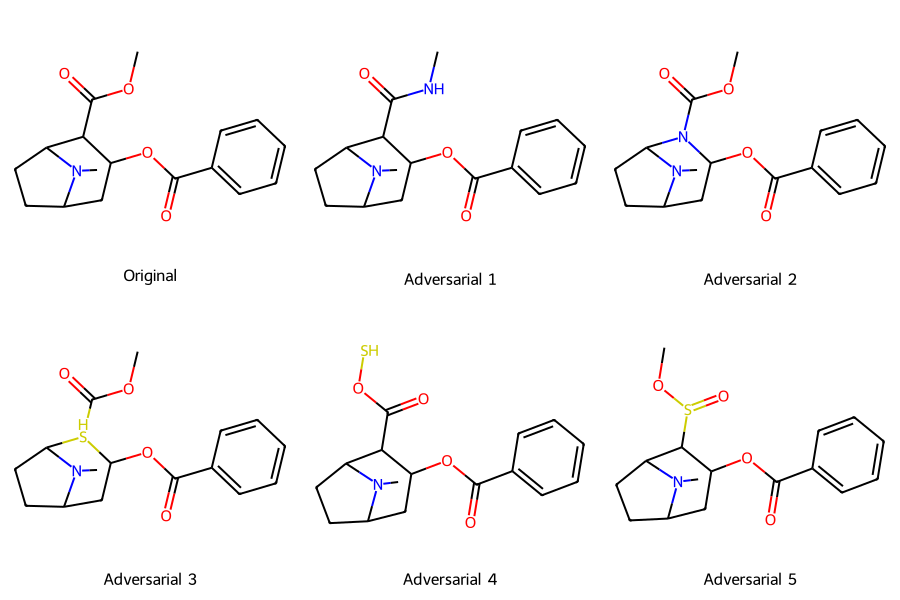 O O O NH O O
N O N O N N O
O O O
Original Adversarial 1 Adversarial 2
SH
O O O O O O
H
S O S O
N O N O N O
O O O
Adversarial 3 Adversarial 4 Adversarial 5